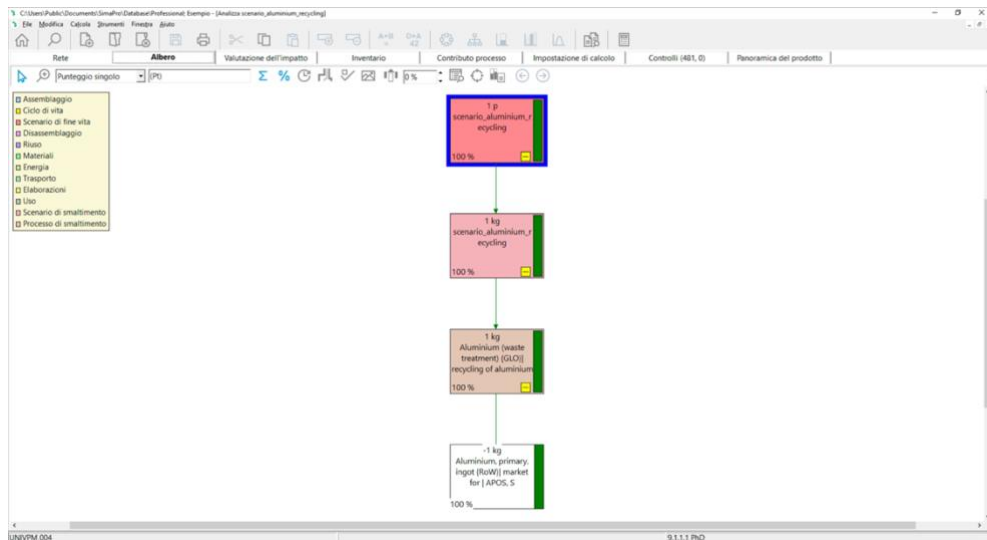 C:\Users\Public\Documents\SimaPro\Database\Professional; Esempio - [Analizza scenario_aluminium_recycling]
File Modifica Calcola Strumenti Finestra Aiuto
A+B
=
D+A
42
Rete Albero Valutazione dell'impatto Inventario Contributo processo Impostazione di calcolo Controlli (481, 0) Panoramica del prodotto
Punteggio singolo (Pt) Σ % 0 %
Assemblaggio
Ciclo di vita
Scenario di fine vita
Disassemblaggio
Riuso
Materiali
Energia
Trasporto
Elaborazioni
Uso
Scenario di smaltimento
Processo di smaltimento
1 p
scenario_aluminium_r
ecycling
100 %
1 kg
scenario_aluminium_r
ecycling
100 %
1 kg
Aluminium (waste
treatment) {GLO}|
recycling of aluminium
100 %
-1 kg
Aluminium, primary,
ingot {RoW}| market
for | APOS, S
100 %
UNIVPM.004 9.1.1.1 PhD